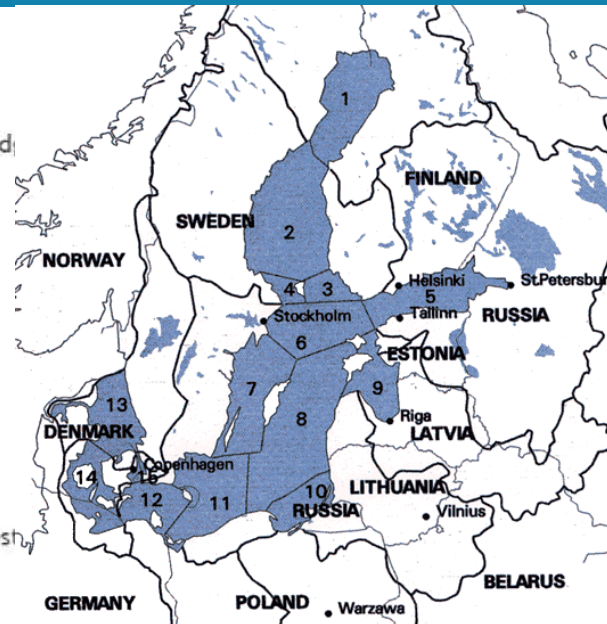 1
FINLAND
SWEDEN
2
NORWAY
4
3
Helsinki
5
St.Petersbur
Stockholm
Tallinn
RUSSIA
6
ESTONIA
7
9
13
8
Riga
DENMARK
LATVIA
Copenhagen
14
15
10
LITHUANIA
12
11
RUSSIA
Vilnius
BELARUS
GERMANY
POLAND
Warzawa